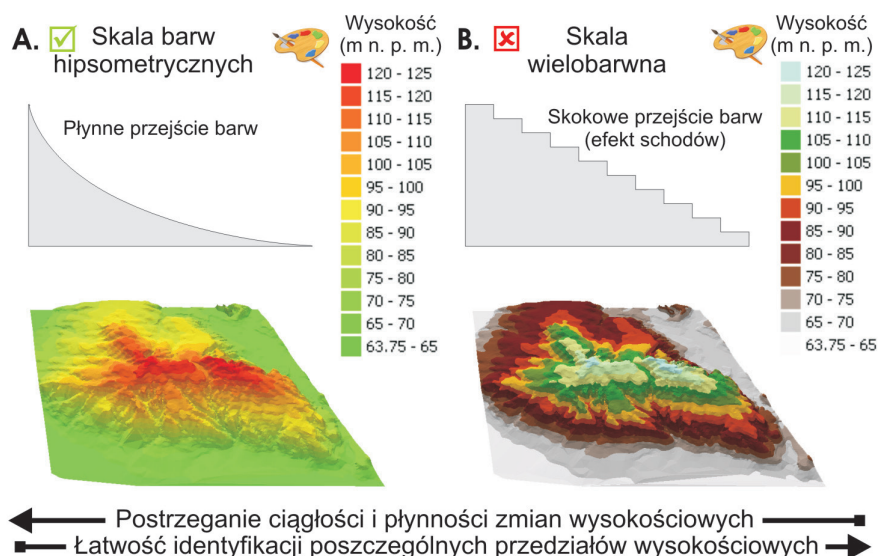 A.
Skala barw
hipsometrycznych
Płynne przejście barw
Wysokość
(m n. p. m.)
120 - 125
115 - 120
110 - 115
105 - 110
100 - 105
95 - 100
90 - 95
85 - 90
80 - 85
75 - 80
70 - 75
65 - 70
63.75 - 65
B.
Skala
wielobarwna
Skokowe przejście barw
(efekt schodów)
Wysokość
(m n. p. m.)
120 - 125
115 - 120
110 - 115
105 - 110
100 - 105
95 - 100
90 - 95
85 - 90
80 - 85
75 - 80
70 - 75
65 - 70
63.75 - 65
Postrzeganie ciągłości i płynności zmian wysokościowych
Łatwość identyfikacji poszczególnych przedziałów wysokościowych